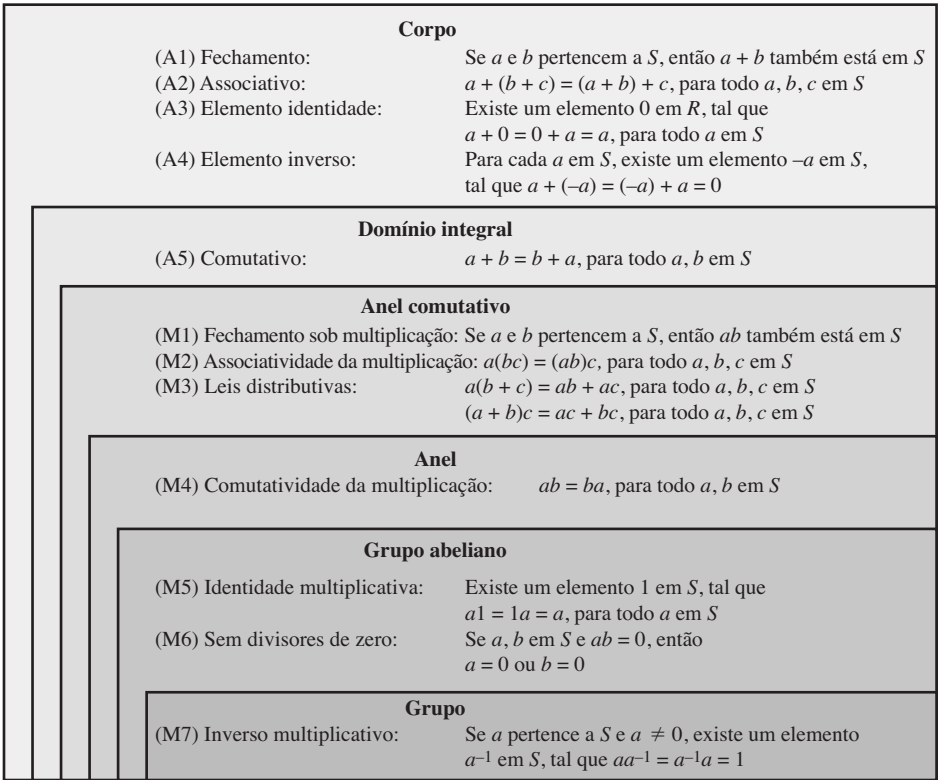 Corpo
(A1) Fechamento: Se a e b pertencem a S, então a + b também está em S
(A2) Associativo: a + (b + c) = (a + b) + c, para todo a, b, c em S
(A3) Elemento identidade: Existe um elemento 0 em R, tal que
a + 0 = 0 + a = a, para todo a em S
(A4) Elemento inverso: Para cada a em S, existe um elemento –a em S,
tal que a + (–a) = (–a) + a = 0
Domínio integral
(A5) Comutativo: a + b = b + a, para todo a, b em S
Anel comutativo
(M1) Fechamento sob multiplicação: Se a e b pertencem a S, então ab também está em S
(M2) Associatividade da multiplicação: a(bc) = (ab)c, para todo a, b, c em S
(M3) Leis distributivas: a(b + c) = ab + ac, para todo a, b, c em S
(a + b)c = ac + bc, para todo a, b, c em S
Anel
(M4) Comutatividade da multiplicação: ab = ba, para todo a, b em S
Grupo abeliano
(M5) Identidade multiplicativa: Existe um elemento 1 em S, tal que
a1 = 1a = a, para todo a em S
(M6) Sem divisores de zero: Se a, b em S e ab = 0, então
a = 0 ou b = 0
Grupo
(M7) Inverso multiplicativo: Se a pertence a S e a ≠ 0, existe um elemento
a⁻¹ em S, tal que aa⁻¹ = a⁻¹a = 1